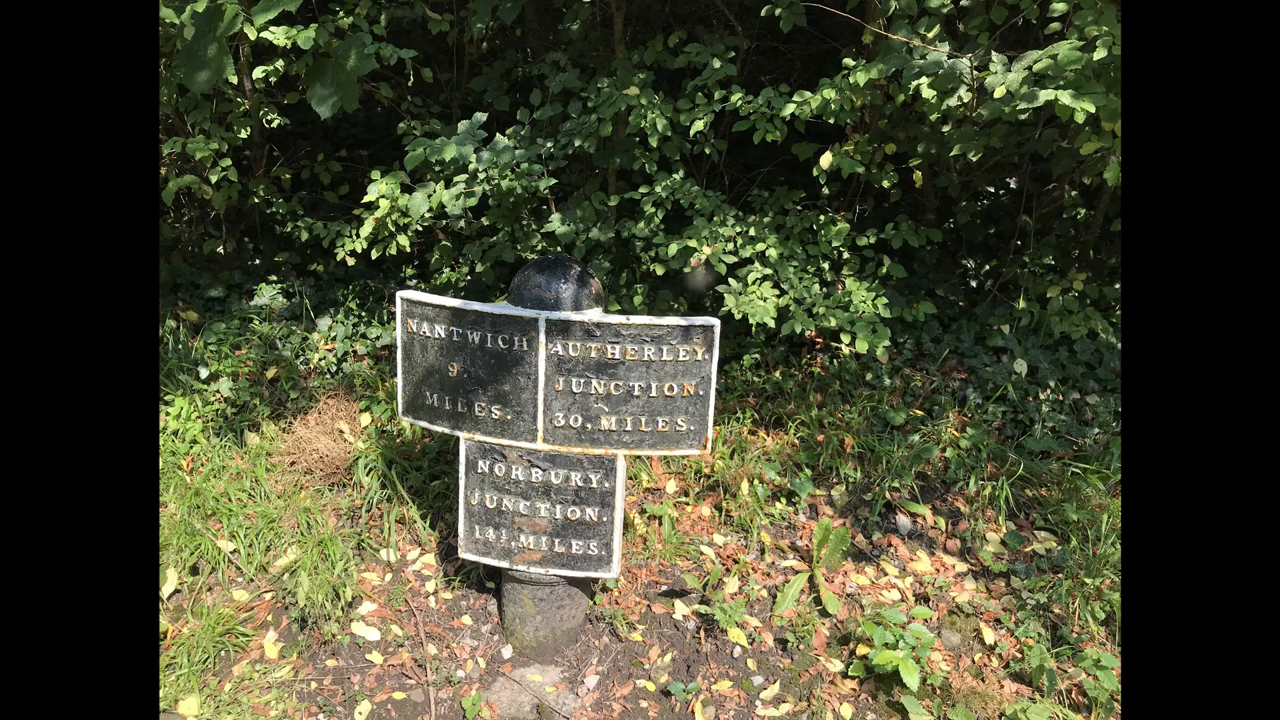 NANTWICH
9
MILES.
AUTHERLEY.
JUNCTION.
30, MILES.
NORBURY.
JUNCTION.
14½, MILES.